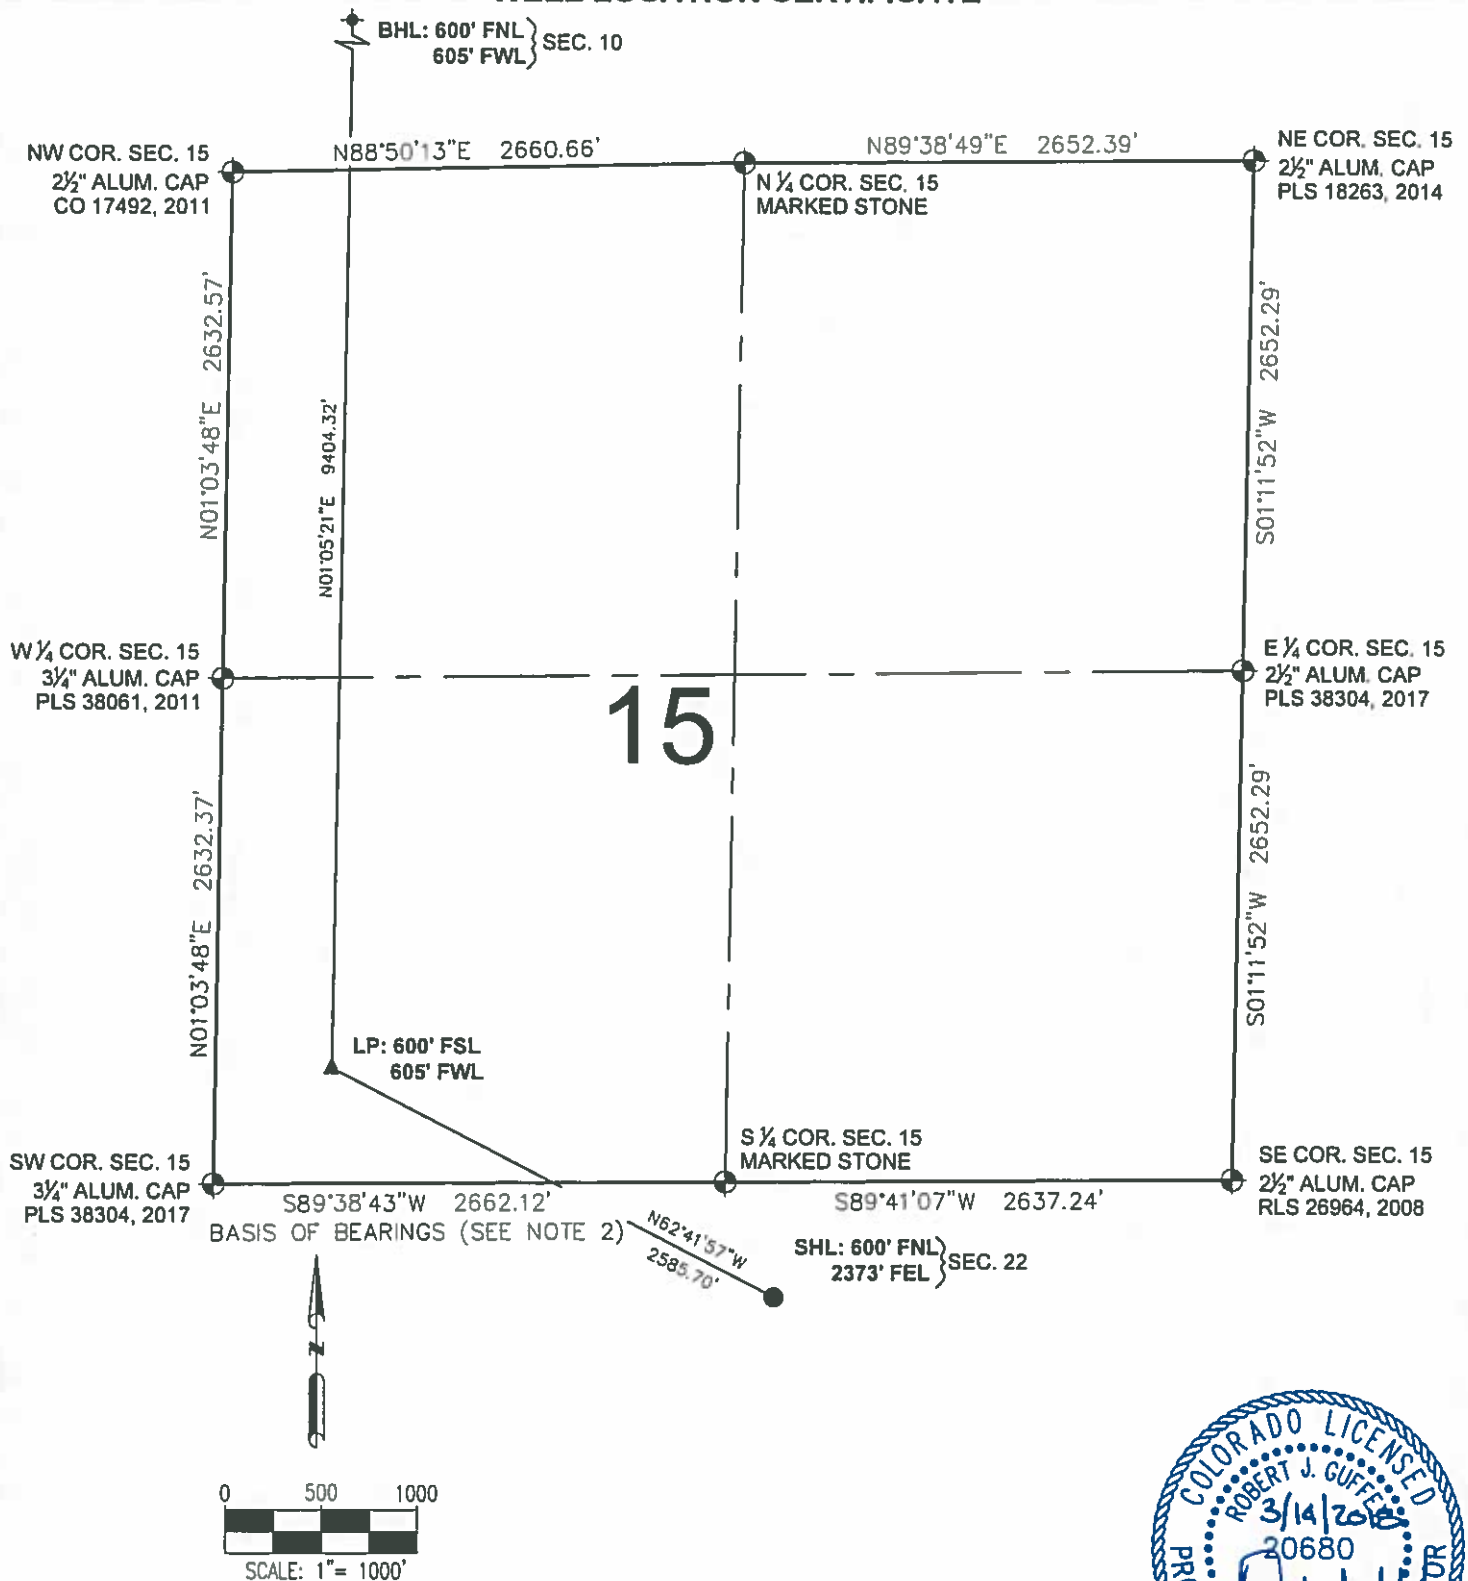 BHL: 600' FNL
605' FWL
SEC. 10
NW COR. SEC. 15
2½" ALUM. CAP
CO 17492, 2011
N88°50'13"E 2660.66'
N89°38'49"E 2652.39'
NE COR. SEC. 15
2½" ALUM. CAP
PLS 18263, 2014
N ¼ COR. SEC. 15
MARKED STONE
N01°03'48"E 2632.57'
N01°05'21"E 9404.32'
S01°11'52"W 2652.29'
W ¼ COR. SEC. 15
3¼" ALUM. CAP
PLS 38061, 2011
15
E ¼ COR. SEC. 15
2½" ALUM. CAP
PLS 38304, 2017
N01°03'48"E 2632.37'
S01°11'52"W 2652.29'
LP: 600' FSL
605' FWL
S ¼ COR. SEC. 15
MARKED STONE
SW COR. SEC. 15
3¼" ALUM. CAP
PLS 38304, 2017
S89°38'43"W 2662.12'
BASIS OF BEARINGS (SEE NOTE 2)
S89°41'07"W 2637.24'
SE COR. SEC. 15
2½" ALUM. CAP
RLS 26964, 2008
N62°41'57"W
2585.70'
SHL: 600' FNL
2373' FEL
SEC. 22
N
0 500 1000
SCALE: 1"= 1000'
COLORADO LICENSED
ROBERT J.
20680